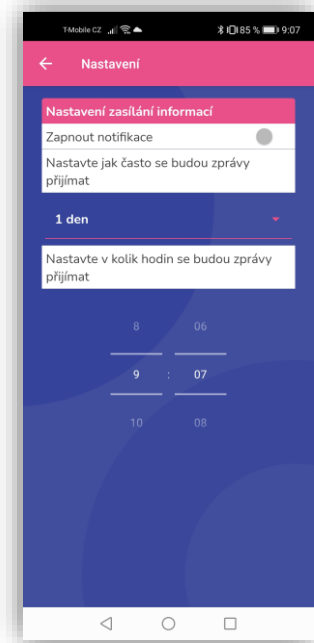 T-Mobile CZ 85 % 9:07
Nastavení
Nastavení zasílání informací
Zapnout notifikace
Nastavte jak často se budou zprávy
přijímat
1 den
Nastavte v kolik hodin se budou zprávy
přijímat
8 06
9 : 07
10 08